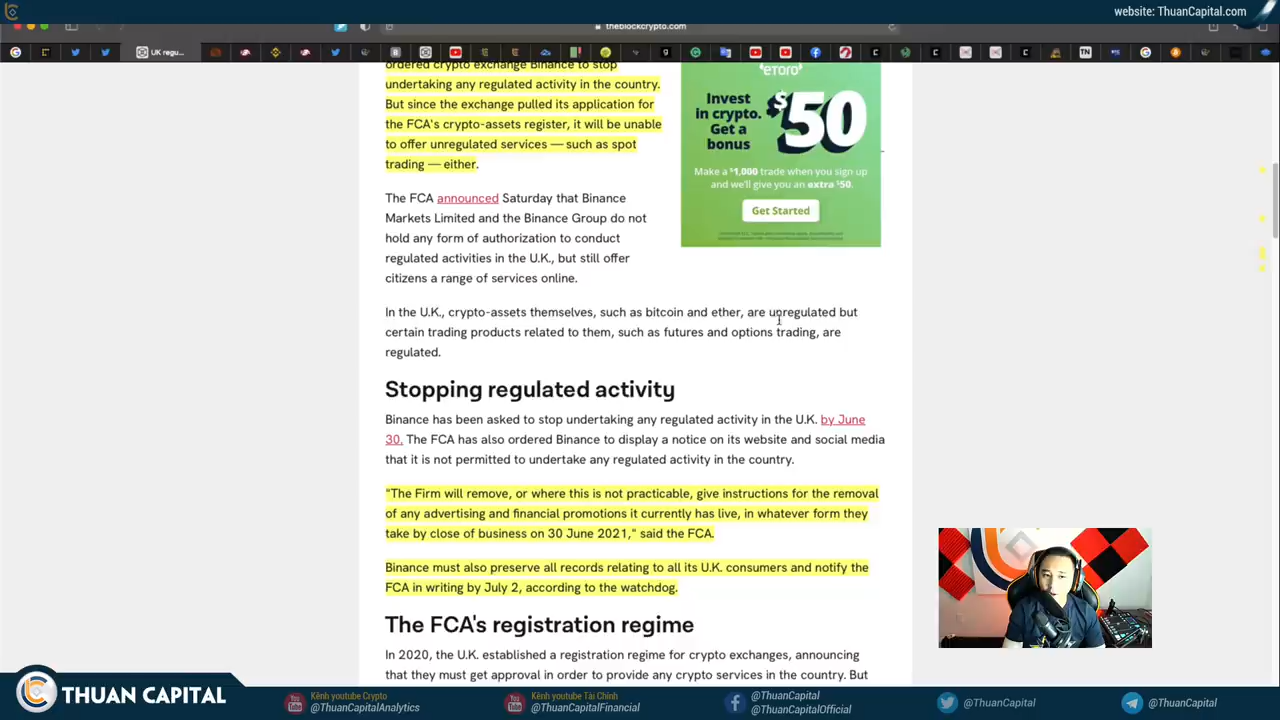 website: ThuanCapital.com
theblockcrypto.com
UK regu...
ordered crypto exchange Binance to stop
undertaking any regulated activity in the country.
But since the exchange pulled its application for
the FCA's crypto-assets register, it will be unable
to offer unregulated services — such as spot
trading — either.
eTORO
Invest
in crypto.
Get a
bonus
$50
Make a $1,000 trade when you sign up
and we'll give you an extra $50.
Get Started
The FCA announced Saturday that Binance
Markets Limited and the Binance Group do not
hold any form of authorization to conduct
regulated activities in the U.K., but still offer
citizens a range of services online.
In the U.K., crypto-assets themselves, such as bitcoin and ether, are unregulated but
certain trading products related to them, such as futures and options trading, are
regulated.
Stopping regulated activity
Binance has been asked to stop undertaking any regulated activity in the U.K. by June
30. The FCA has also ordered Binance to display a notice on its website and social media
that it is not permitted to undertake any regulated activity in the country.
"The Firm will remove, or where this is not practicable, give instructions for the removal
of any advertising and financial promotions it currently has live, in whatever form they
take by close of business on 30 June 2021," said the FCA.
Binance must also preserve all records relating to all its U.K. consumers and notify the
FCA in writing by July 2, according to the watchdog.
The FCA's registration regime
In 2020, the U.K. established a registration regime for crypto exchanges, announcing
that they must get approval in order to provide any crypto services in the country. But
THUAN CAPITAL
Kênh youtube Crypto
@ThuanCapitalAnalytics
Kênh youtube Tài Chính
@ThuanCapitalFinancial
@ThuanCapital
@ThuanCapitalOfficial
@ThuanCapital
@ThuanCapital